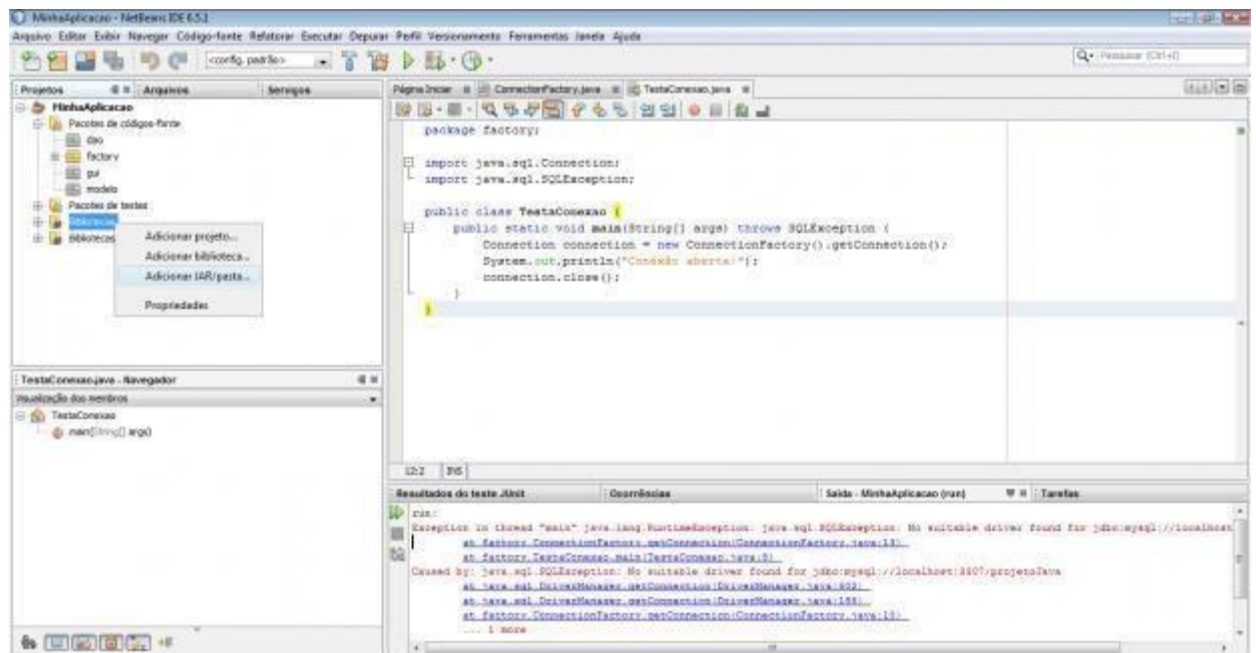 MinhaAplicacao - NetBeans IDE 6.5.1
Arquivo Editar Exibir Navegar Código-fonte Refatorar Executar Depurar Perfil Versionamento Ferramentas Janela Ajuda
<config. padrão>
Pesquisar (Ctrl+I)
Projetos Arquivos Serviços
MinhaAplicacao
Pacotes de códigos-fonte
dao
factory
gui
modelo
Pacotes de testes
Bibliotecas
Bibliotecas
Adicionar projeto...
Adicionar biblioteca...
Adicionar JAR/pasta...
Propriedades
Página Iniciar ConnectionFactory.java TestaConexao.java
package factory;
import java.sql.Connection;
import java.sql.SQLException;
public class TestaConexao {
public static void main(String[] args) throws SQLException {
Connection connection = new ConnectionFactory().getConnection();
System.out.println("Conexão aberta!");
connection.close();
}
}
TestaConexao.java - Navegador
Visualização dos membros
TestaConexao
main(String[] args)
12:2 INS
Resultados do teste JUnit Ocorrências Saída - MinhaAplicacao (run) Tarefas
run:
Exception in thread "main" java.lang.RuntimeException: java.sql.SQLException: No suitable driver found for jdbc:mysql://localhost
at factory.ConnectionFactory.getConnection(ConnectionFactory.java:13)
at factory.TestaConexao.main(TestaConexao.java:8)
Caused by: java.sql.SQLException: No suitable driver found for jdbc:mysql://localhost:3307/projetoJava
at java.sql.DriverManager.getConnection(DriverManager.java:602)
at java.sql.DriverManager.getConnection(DriverManager.java:185)
at factory.ConnectionFactory.getConnection(ConnectionFactory.java:10)
... 1 more